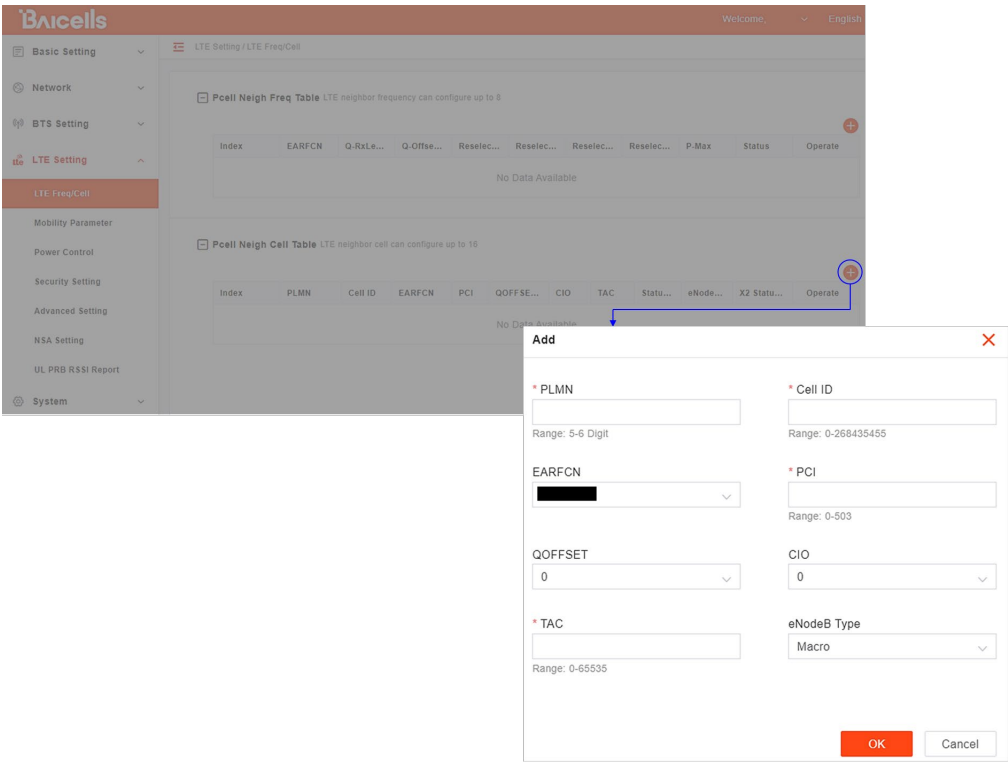 BAicells
Welcome, English
Basic Setting
LTE Setting / LTE Freq/Cell
Network
Pcell Neigh Freq Table LTE neighbor frequency can configure up to 8
BTS Setting
Index EARFCN Q-RxLe... Q-Offse... Reselec... Reselec... Reselec... Reselec... P-Max Status Operate
LTE Setting
No Data Available
LTE Freq/Cell
Mobility Parameter
Pcell Neigh Cell Table LTE neighbor cell can configure up to 16
Power Control
Security Setting
Index PLMN Cell ID EARFCN PCI QOFFSE... CIO TAC Statu... eNode... X2 Statu... Operate
Advanced Setting
No Data Available
NSA Setting
UL PRB RSSI Report
System
Add
* PLMN * Cell ID
Range: 5-6 Digit Range: 0-268435455
EARFCN * PCI
Range: 0-503
QOFFSET CIO
0 0
* TAC eNodeB Type
Macro
Range: 0-65535
OK Cancel